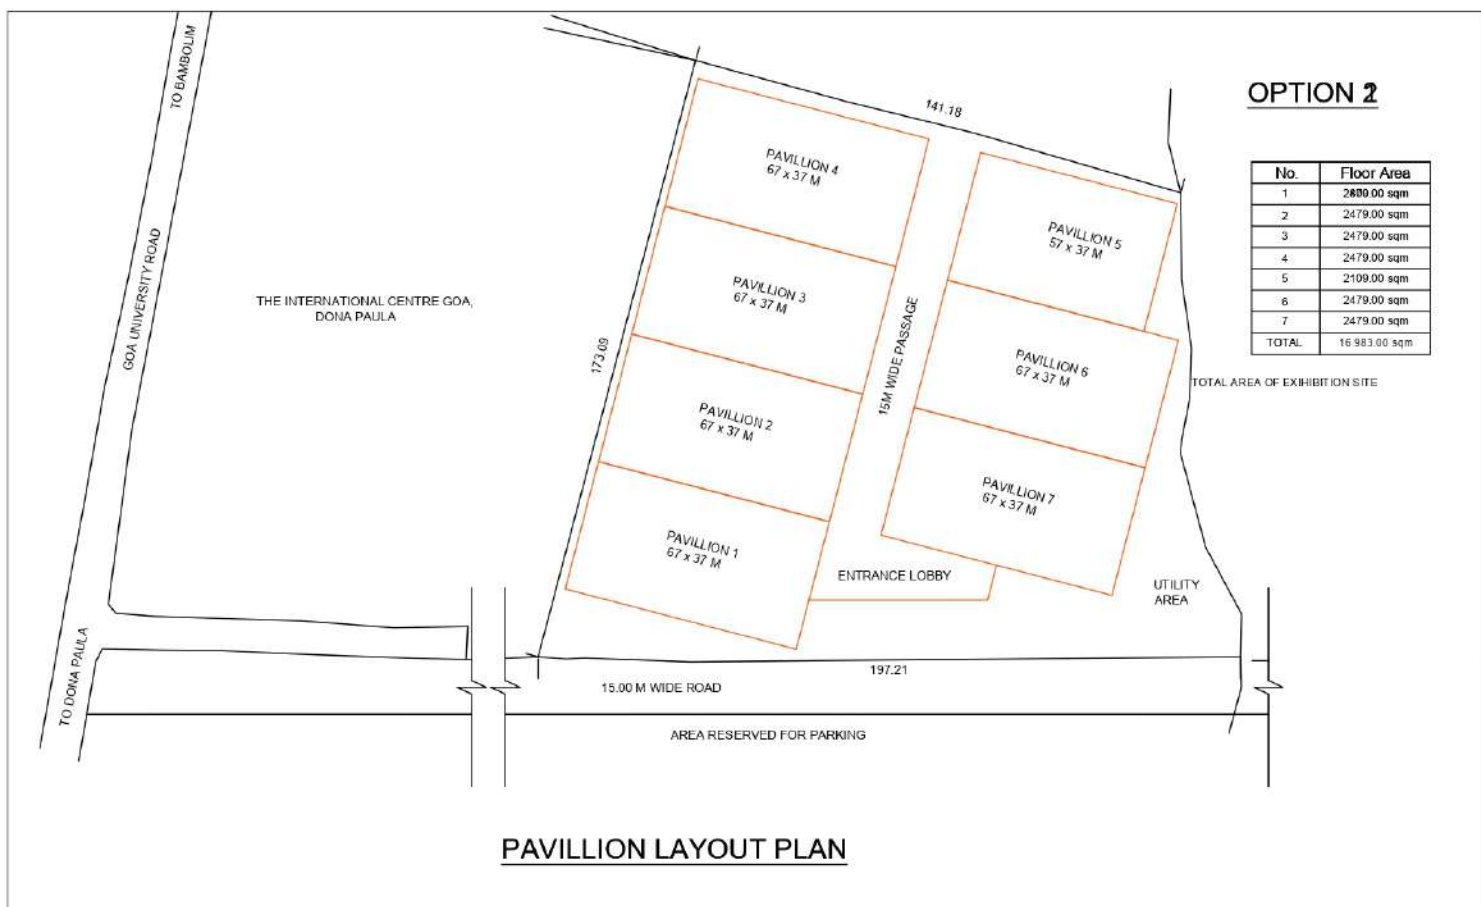 TO BAMBOLIM
GOA UNIVERSITY ROAD
TO DONA PAULA
THE INTERNATIONAL CENTRE GOA,
DONA PAULA
173.09
141.18
PAVILLION 4
67 x 37 M
PAVILLION 3
67 x 37 M
PAVILLION 2
67 x 37 M
PAVILLION 1
67 x 37 M
15M WIDE PASSAGE
PAVILLION 5
57 x 37 M
PAVILLION 6
67 x 37 M
PAVILLION 7
67 x 37 M
ENTRANCE LOBBY
UTILITY
AREA
197.21
15.00 M WIDE ROAD
AREA RESERVED FOR PARKING
OPTION
No. Floor Area
1 sqm
2 2479.00 sqm
3 2479.00 sqm
4 2479.00 sqm
5 2109.00 sqm
6 2479.00 sqm
7 2479.00 sqm
TOTAL 16 983.00 sqm
TOTAL AREA OF EXIHIBITION SITE
PAVILLION LAYOUT PLAN